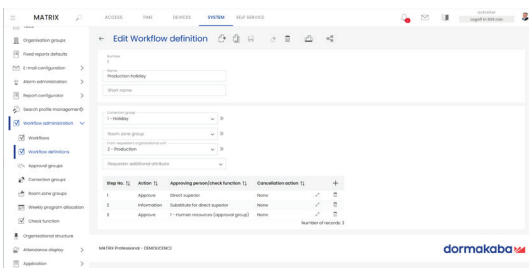 MATRIX
ACCESS TIME DEVICES SYSTEM SELF SERVICE
Logoff in
Organisation groups
Fixed reports defaults
E-mail configuration
Alarm administration
Report configurator
Search profile management
Workflow administration
Workflows
Workflow definitions
Approval groups
Correction groups
Room zone groups
Weekly program allocation
Check function
Organisational structure
Attendance display
Application
Edit Workflow definition
Number
1
Name
Production holiday
Short name
Correction group
1 - Holiday
Room zone group
From requester's organisational unit
2 - Production
Requester additional attribute
Step No. Action Approving person/check function Cancellation action
1 Approve Direct superior None
2 Information Substitute for direct superior None
3 Approve 1 - Human resources (approval group) None
Number of records: 3
MATRIX Professional - DEMOLICENCE
dormakaba